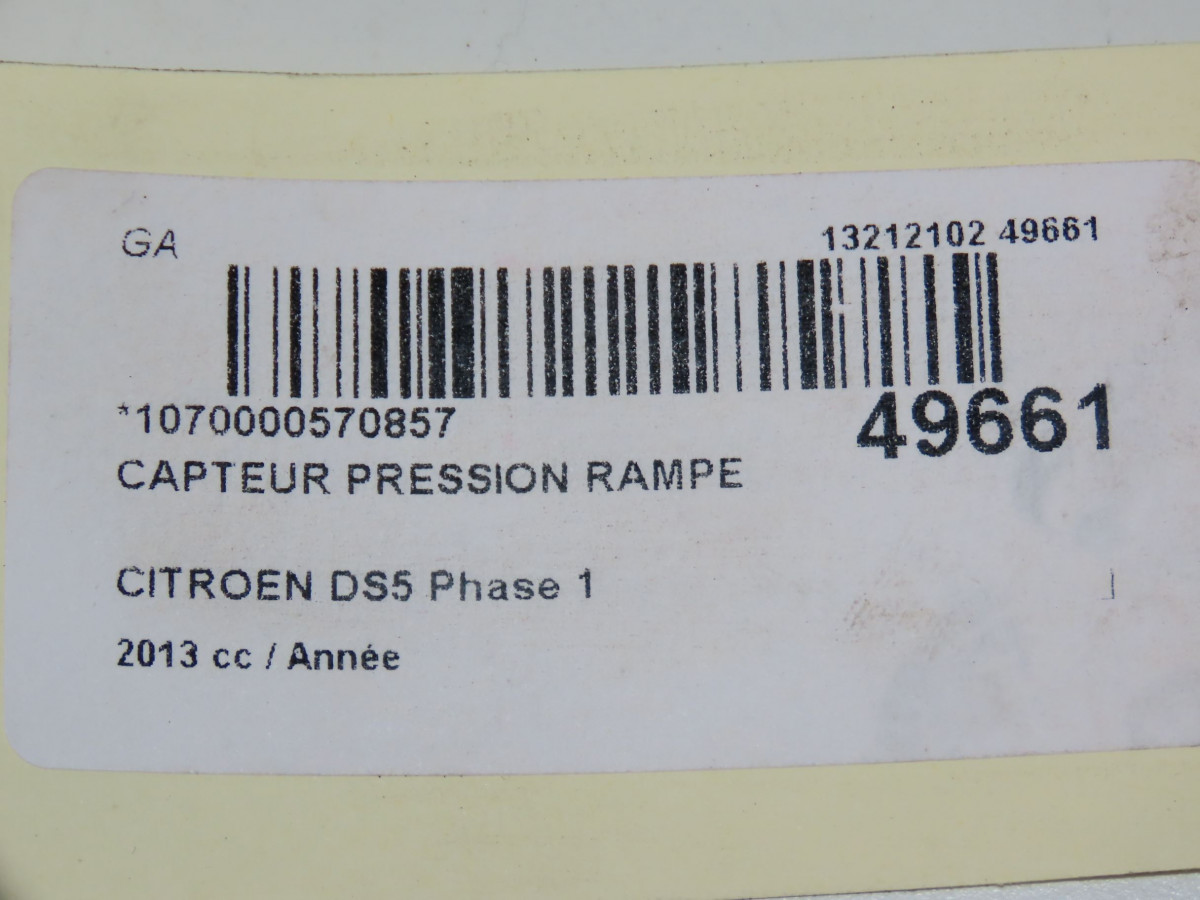 GA
13212102 49661
*1070000570857
49661
CAPTEUR PRESSION RAMPE
CITROEN DS5 Phase 1
2013 cc / Année